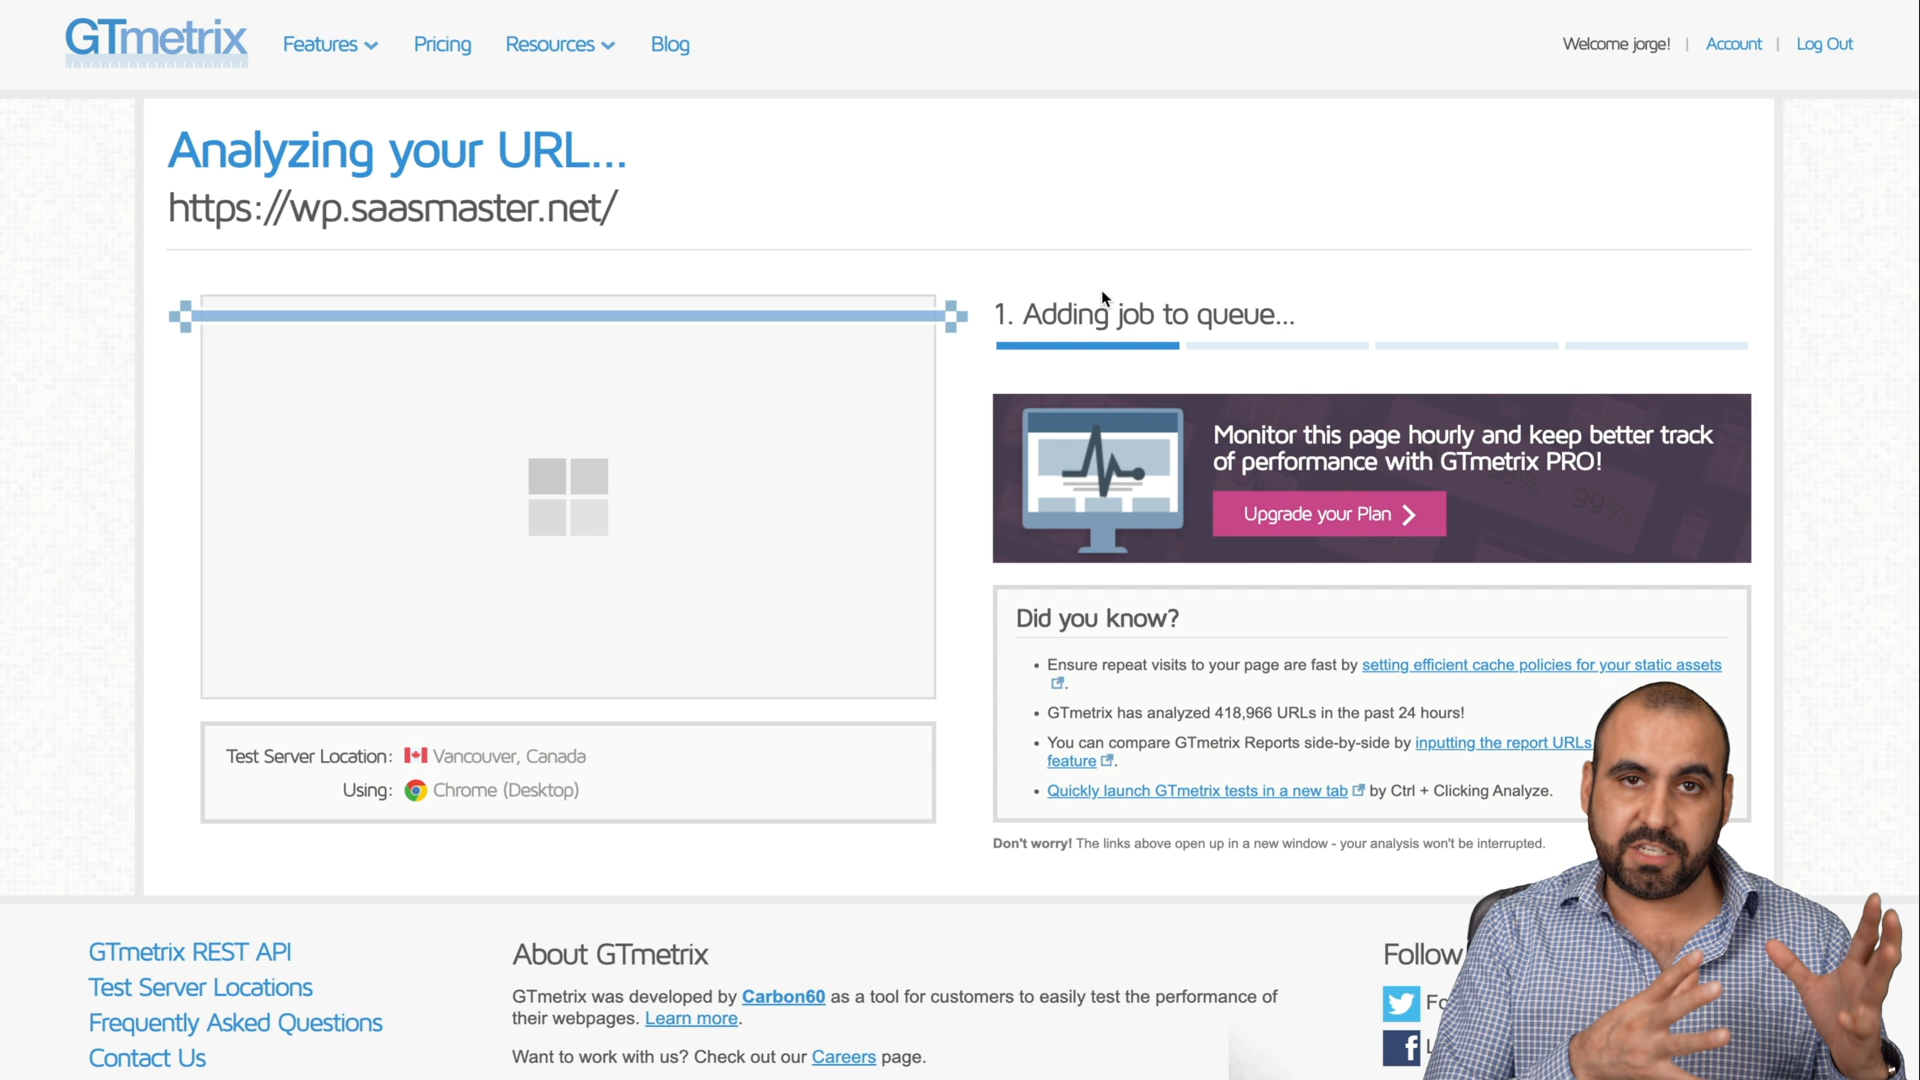 GTmetrix
Features
Pricing
Resources
Blog
Welcome jorge! | Account | Log Out
Analyzing your URL...
https://wp.saasmaster.net/
1. Adding job to queue...
Monitor this page hourly and keep better track
of performance with GTmetrix PRO!
Upgrade your Plan
Did you know?
• Ensure repeat visits to your page are fast by setting efficient cache policies for your static assets
.
• GTmetrix has analyzed 418,966 URLs in the past 24 hours!
• You can compare GTmetrix Reports side-by-side by inputting the report URLs
feature .
• Quickly launch GTmetrix tests in a new tab by Ctrl + Clicking Analyze.
Don't worry! The links above open up in a new window - your analysis won't be interrupted.
Test Server Location: Vancouver, Canada
Using: Chrome (Desktop)
GTmetrix REST API
Test Server Locations
Frequently Asked Questions
Contact Us
About GTmetrix
GTmetrix was developed by Carbon60 as a tool for customers to easily test the performance of
their webpages. Learn more.
Want to work with us? Check out our Careers page.
Follow